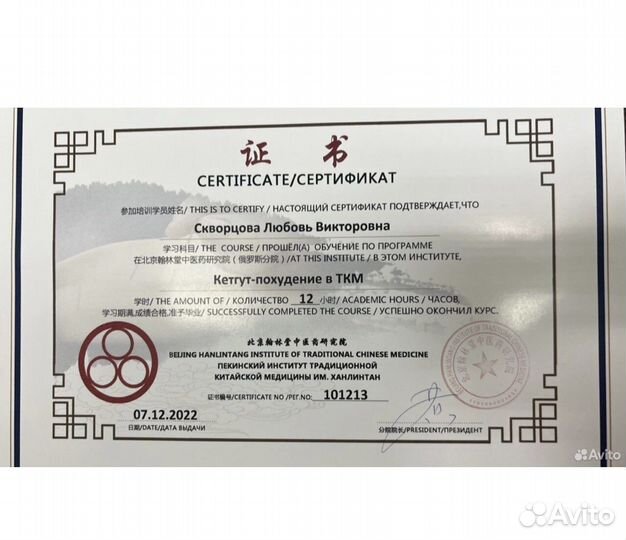 证 书
CERTIFICATE/СЕРТИФИКАТ
参加培训学员姓名/ THIS IS TO CERTIFY / НАСТОЯЩИЙ СЕРТИФИКАТ ПОДТВЕРЖДАЕТ,ЧТО
Скворцова Любовь Викторовна
学习科目/ THE COURSE / ПРОШЁЛ(А) ОБУЧЕНИЕ ПО ПРОГРАММЕ
在北京翰林堂中医药研究院（俄罗斯分院）/AT THIS INSTITUTE / В ЭТОМ ИНСТИТУТЕ,
Кетгут-похудение в ТКМ
学时/ THE AMOUNT OF / КОЛИЧЕСТВО 12 小时/ ACADEMIC HOURS / ЧАСОВ,
学习期满,成绩合格,准予毕业/ SUCCESSFULLY COMPLETED THE COURSE / УСПЕШНО ОКОНЧИЛ КУРС.
北京翰林堂中医药研究院
BEIJING HANLINTANG INSTITUTE OF TRADITIONAL CHINESE MEDICINE
ПЕКИНСКИЙ ИНСТИТУТ ТРАДИЦИОННОЙ
КИТАЙСКОЙ МЕДИЦИНЫ ИМ. ХАНЛИНТАН
证书编号/CERTIFICATE NO /РЕГ.NO: 101213
07.12.2022
日期/DATE/ДАТА ВЫДАЧИ
分院院长/PRESIDENT/ПРЕЗИДЕНТ
Avito
Avito